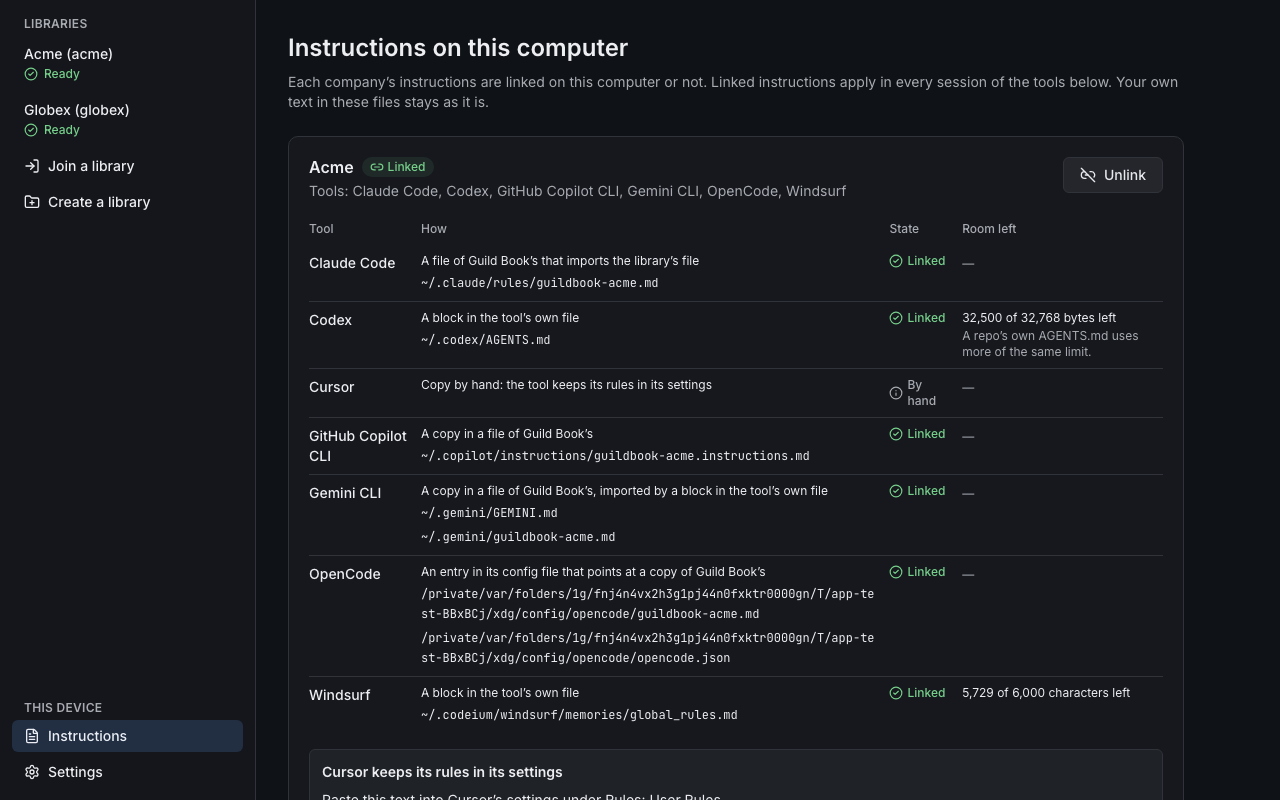 LIBRARIES
Acme (acme)
Ready
Globex (globex)
Ready
Join a library
Create a library
THIS DEVICE
Instructions
Settings
Instructions on this computer
Each company’s instructions are linked on this computer or not. Linked instructions apply in every session of the tools below. Your own
text in these files stays as it is.
Acme Linked
Unlink
Tools: Claude Code, Codex, GitHub Copilot CLI, Gemini CLI, OpenCode, Windsurf
Tool How State Room left
Claude Code A file of Guild Book’s that imports the library’s file Linked —
~/.claude/rules/guildbook-acme.md
Codex A block in the tool’s own file Linked 32,500 of 32,768 bytes left
~/.codex/AGENTS.md A repo’s own AGENTS.md uses
more of the same limit.
Cursor Copy by hand: the tool keeps its rules in its settings By —
hand
GitHub Copilot A copy in a file of Guild Book’s Linked —
CLI ~/.copilot/instructions/guildbook-acme.instructions.md
Gemini CLI A copy in a file of Guild Book’s, imported by a block in the tool’s own file Linked —
~/.gemini/GEMINI.md
~/.gemini/guildbook-acme.md
OpenCode An entry in its config file that points at a copy of Guild Book’s Linked —
/private/var/folders/1g/fnj4n4vx2h3g1pj44n0fxktr0000gn/T/app-te
st-BBxBCj/xdg/config/opencode/guildbook-acme.md
/private/var/folders/1g/fnj4n4vx2h3g1pj44n0fxktr0000gn/T/app-te
st-BBxBCj/xdg/config/opencode/opencode.json
Windsurf A block in the tool’s own file Linked 5,729 of 6,000 characters left
~/.codeium/windsurf/memories/global_rules.md
Cursor keeps its rules in its settings
Paste this text into Cursor’s settings under Rules: User Rules.